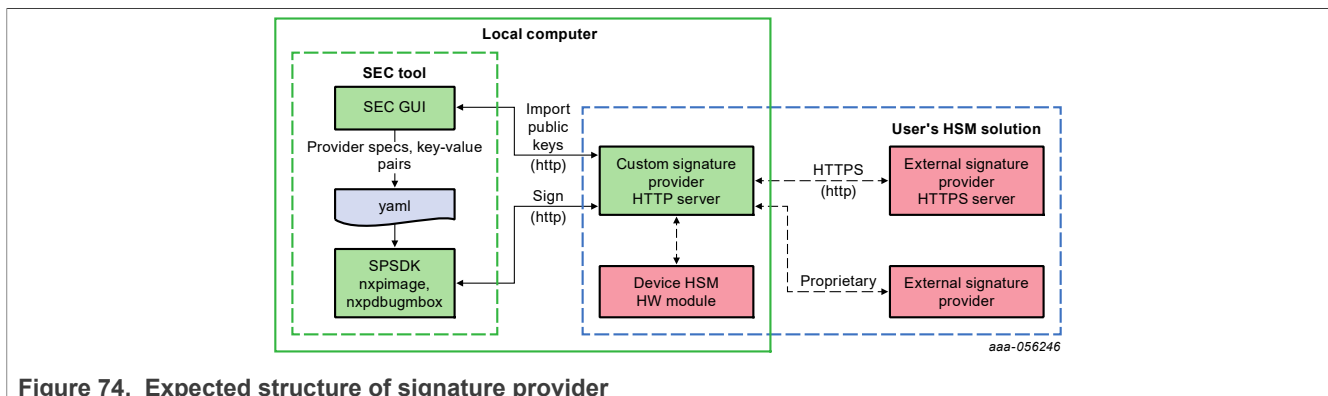 Local computer
SEC tool
SEC GUI
Provider specs, key-value
pairs
yaml
SPSDK
nxpimage,
nxpdbugmbox
Import
public
keys
(http)
Sign
(http)
User's HSM solution
Custom signature
provider
HTTP server
Device HSM
HW module
HTTPS
(http)
Proprietary
External signature
provider
HTTPS server
External signature
provider
aaa-056246
Figure 74. Expected structure of signature provider